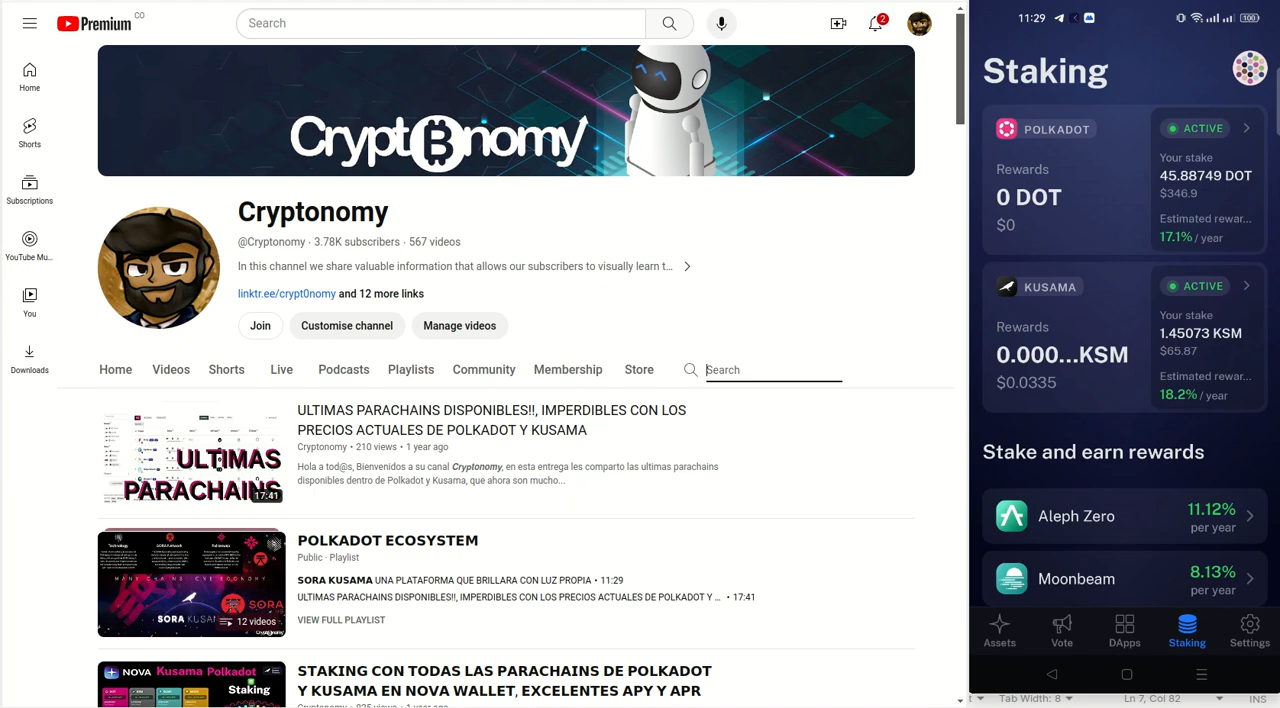 Premium CO
Search
2
Home
Shorts
Subscriptions
YouTube Mu...
You
Downloads
Crypt₿nomy
Cryptonomy
@Cryptonomy · 3.78K subscribers · 567 videos
In this channel we share valuable information that allows our subscribers to visually learn t...
linktr.ee/crypt0nomy and 12 more links
Join
Customise channel
Manage videos
Home
Videos
Shorts
Live
Podcasts
Playlists
Community
Membership
Store
Search
ULTIMAS
PARACHAINS
17:41
ULTIMAS PARACHAINS DISPONIBLES!!, IMPERDIBLES CON LOS
PRECIOS ACTUALES DE POLKADOT Y KUSAMA
Cryptonomy • 210 views • 1 year ago
Hola a tod@s, Bienvenidos a su canal Cryptonomy, en esta entrega les comparto las ultimas parachains
disponibles dentro de Polkadot y Kusama, que ahora son mucho...
SORA KUSAM
SORA
12 videos
POLKADOT ECOSYSTEM
Public · Playlist
SORA KUSAMA UNA PLATAFORMA QUE BRILLARA CON LUZ PROPIA • 11:29
ULTIMAS PARACHAINS DISPONIBLES!!, IMPERDIBLES CON LOS PRECIOS ACTUALES DE POLKADOT Y ... • 17:41
VIEW FULL PLAYLIST
NOVA Kusama Polkadot
Staking
STAKING CON TODAS LAS PARACHAINS DE POLKADOT
Y KUSAMA EN NOVA WALLET, EXCELENTES APY Y APR
11:29
100
Staking
POLKADOT
ACTIVE
Rewards
0 DOT
$0
Your stake
45.88749 DOT
$346.9
Estimated rewar...
17.1% / year
KUSAMA
ACTIVE
Rewards
0.000...KSM
$0.0335
Your stake
1.45073 KSM
$65.87
Estimated rewar...
18.2% / year
Stake and earn rewards
Aleph Zero
11.12%
per year
Moonbeam
8.13%
per year
Assets
Vote
DApps
Staking
Settings
Tab Width: 8
Ln 7, Col 82
INS